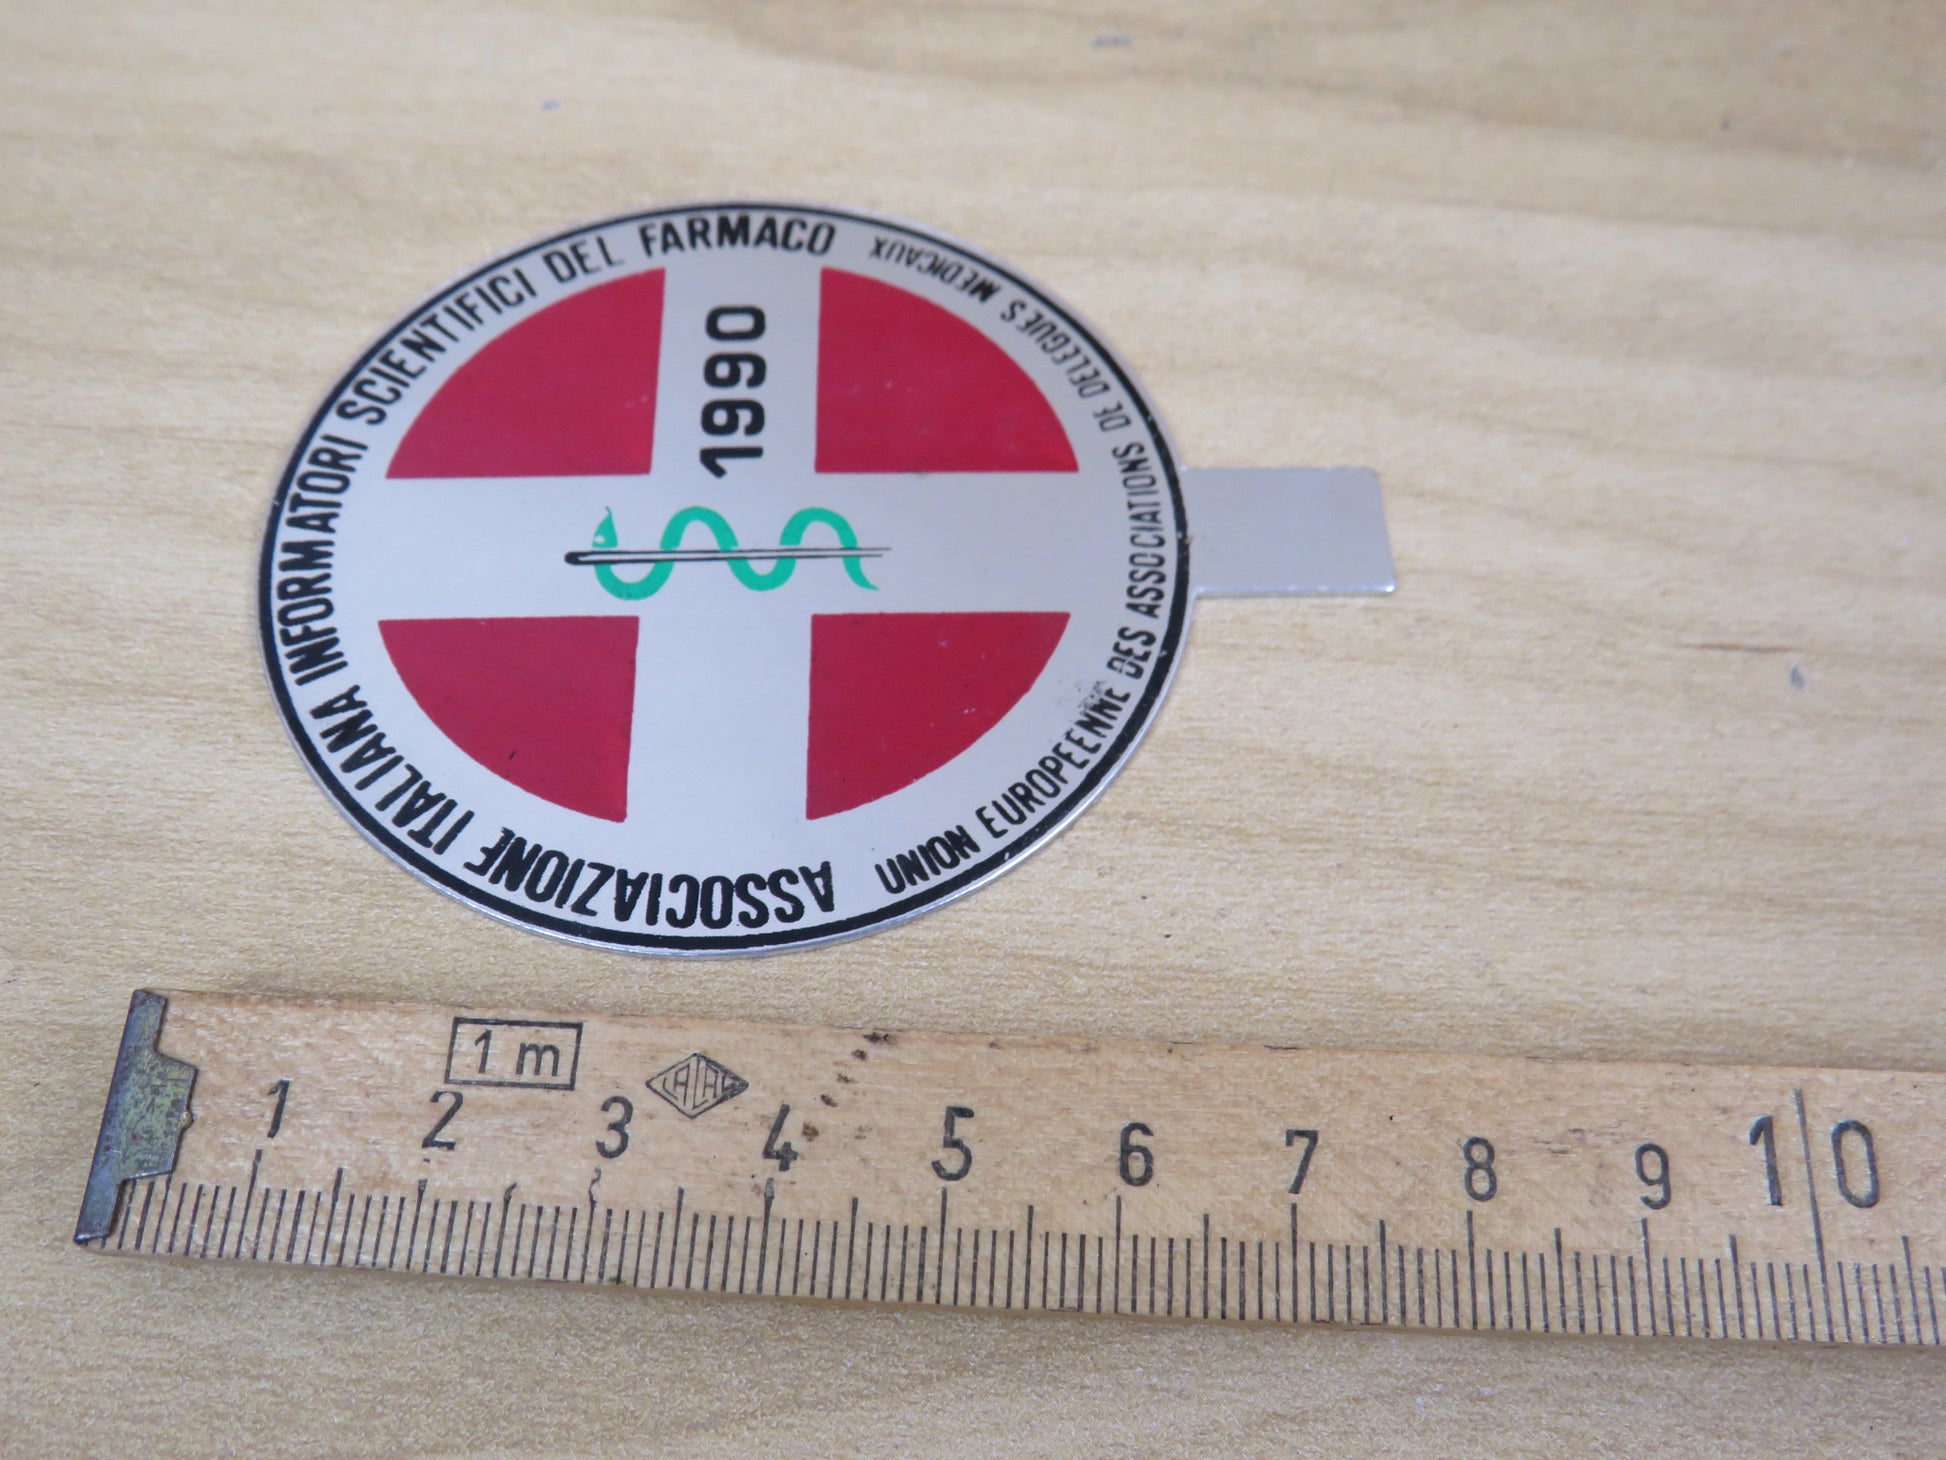 ASSOCIAZIONE ITALIANA INFORMATORI SCIENTIFICI DEL FARMACO
UNION EUROPEENNE DES ASSOCIATIONS DE DELEGUES MEDICAUX
1990
1 m
1 2 3 4 5 6 7 8 9 10